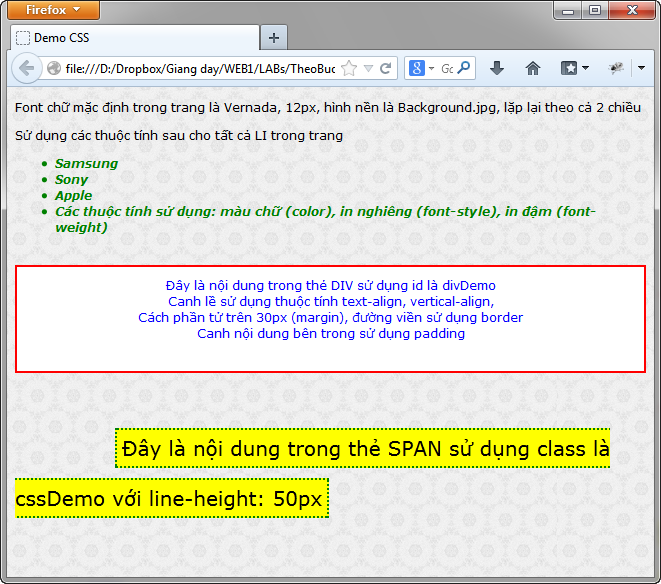 Firefox
Demo CSS
file:///D:/Dropbox/Giang day/WEB1/LABs/TheoBuc
Font chữ mặc định trong trang là Vernada, 12px, hình nền là Background.jpg, lặp lại theo cả 2 chiều
Sử dụng các thuộc tính sau cho tất cả LI trong trang
Samsung
Sony
Apple
Các thuộc tính sử dụng: màu chữ (color), in nghiêng (font-style), in đậm (font-
weight)
Đây là nội dung trong thẻ DIV sử dụng id là divDemo
Canh lề sử dụng thuộc tính text-align, vertical-align,
Cách phần tử trên 30px (margin), đường viền sử dụng border
Canh nội dung bên trong sử dụng padding
Đây là nội dung trong thẻ SPAN sử dụng class là
cssDemo với line-height: 50px